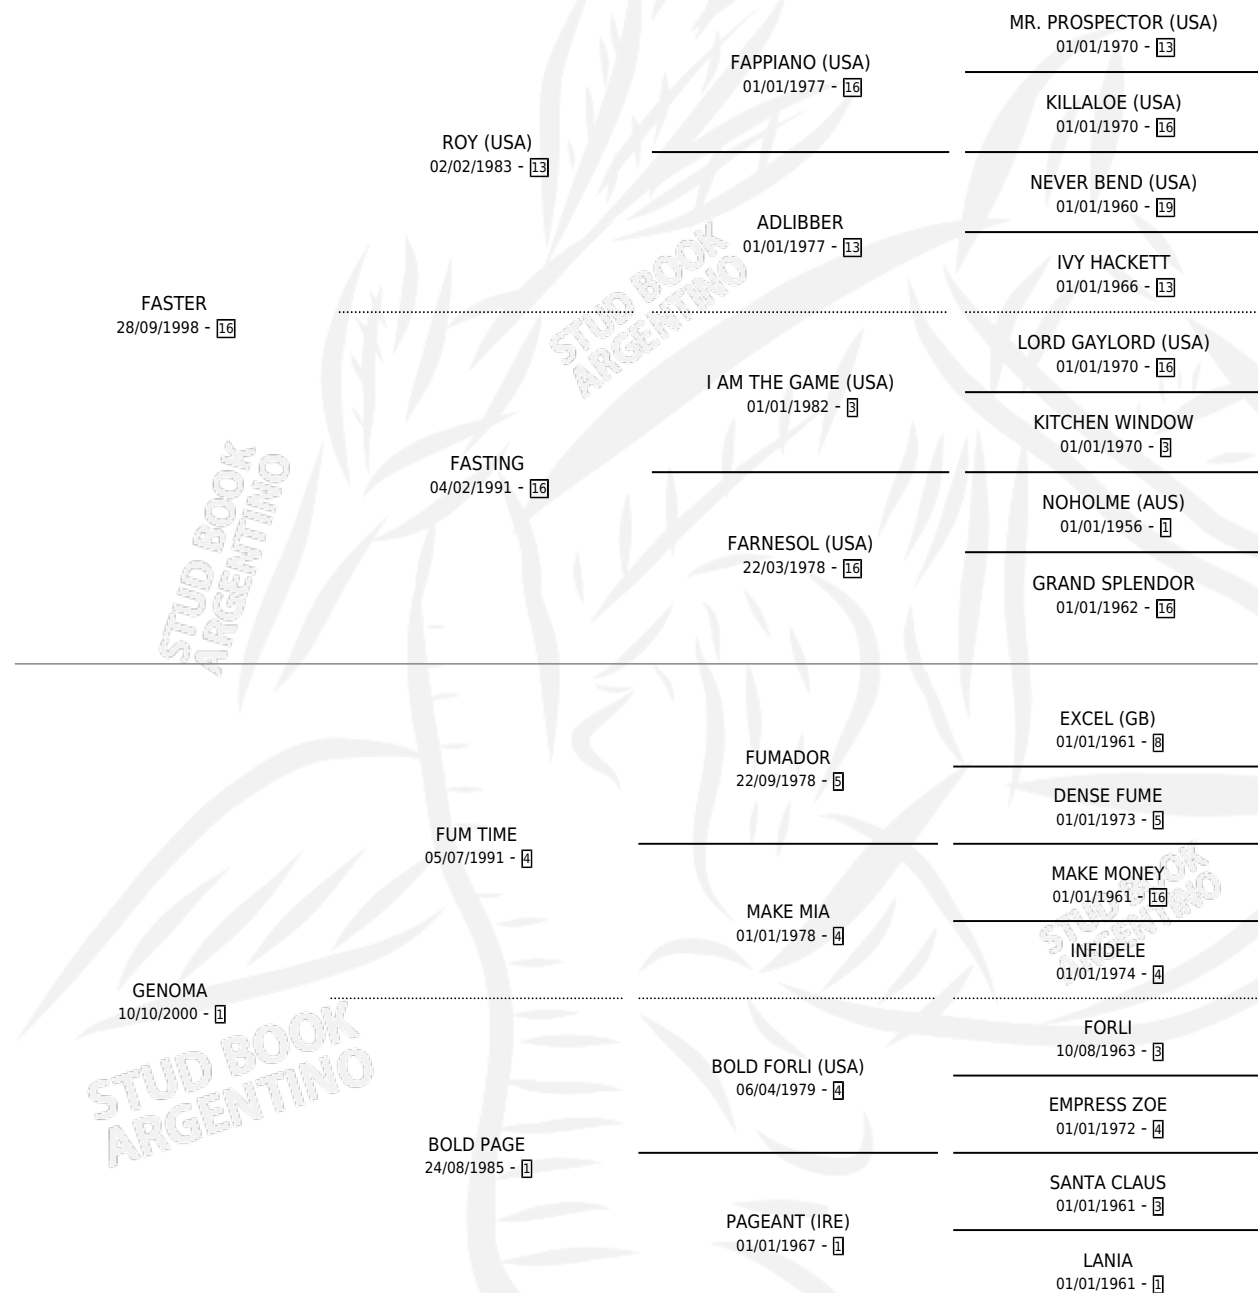 MR. PROSPECTOR (USA)
01/01/1970 - 13
FAPPIANO (USA)
01/01/1977 - 16
KILLALOE (USA)
01/01/1970 - 16
ROY (USA)
02/02/1983 - 13
NEVER BEND (USA)
01/01/1960 - 19
ADLIBBER
01/01/1977 - 13
IVY HACKETT
01/01/1966 - 13
FASTER
28/09/1998 - 16
LORD GAYLORD (USA)
01/01/1970 - 16
I AM THE GAME (USA)
01/01/1982 - 3
KITCHEN WINDOW
01/01/1970 - 3
FASTING
04/02/1991 - 16
NOHOLME (AUS)
01/01/1956 - 1
FARNESOL (USA)
22/03/1978 - 16
GRAND SPLENDOR
01/01/1962 - 16
EXCEL (GB)
01/01/1961 - 8
FUMADOR
22/09/1978 - 5
DENSE FUME
01/01/1973 - 5
FUM TIME
05/07/1991 - 4
MAKE MONEY
01/01/1961 - 16
MAKE MIA
01/01/1978 - 4
INFIDELE
01/01/1974 - 4
GENOMA
10/10/2000 - 1
FORLI
10/08/1963 - 3
BOLD FORLI (USA)
06/04/1979 - 4
EMPRESS ZOE
01/01/1972 - 4
BOLD PAGE
24/08/1985 - 1
SANTA CLAUS
01/01/1961 - 3
PAGEANT (IRE)
01/01/1967 - 1
LANIA
01/01/1961 - 1
STUD BOOK
ARGENTINO
STUD BOOK
ARGENTINO
STUD BOOK
ARGENTINO
STUD BOOK
ARGENTINO